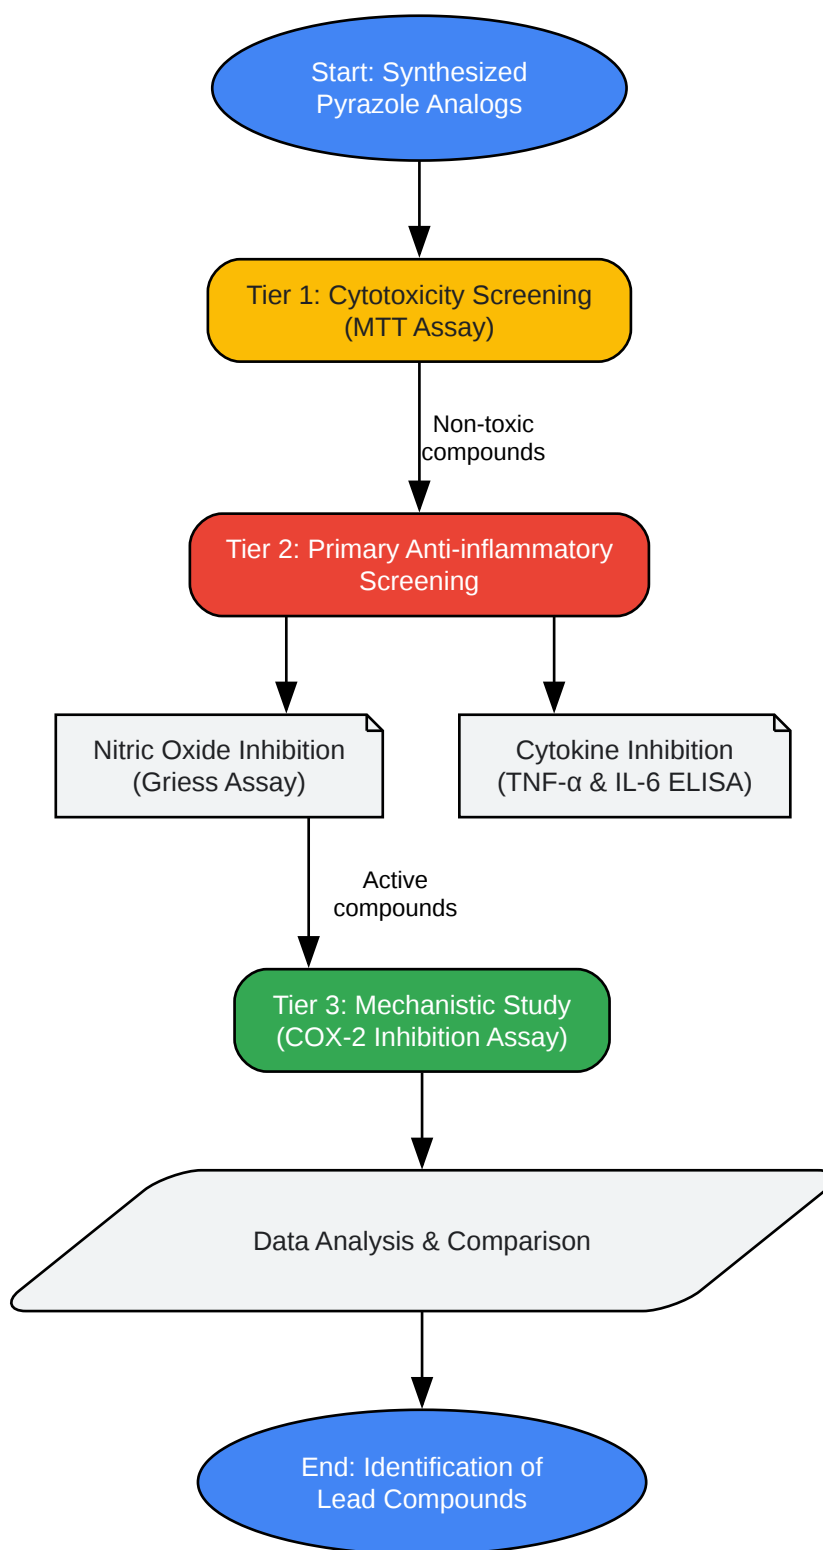 Start: Synthesized
Pyrazole Analogs
Tier 1: Cytotoxicity Screening
(MTT Assay)
Non-toxic
compounds
Tier 2: Primary Anti-inflammatory
Screening
Nitric Oxide Inhibition
(Griess Assay)
Cytokine Inhibition
(TNF-α & IL-6 ELISA)
Active
compounds
Tier 3: Mechanistic Study
(COX-2 Inhibition Assay)
Data Analysis & Comparison
End: Identification of
Lead Compounds